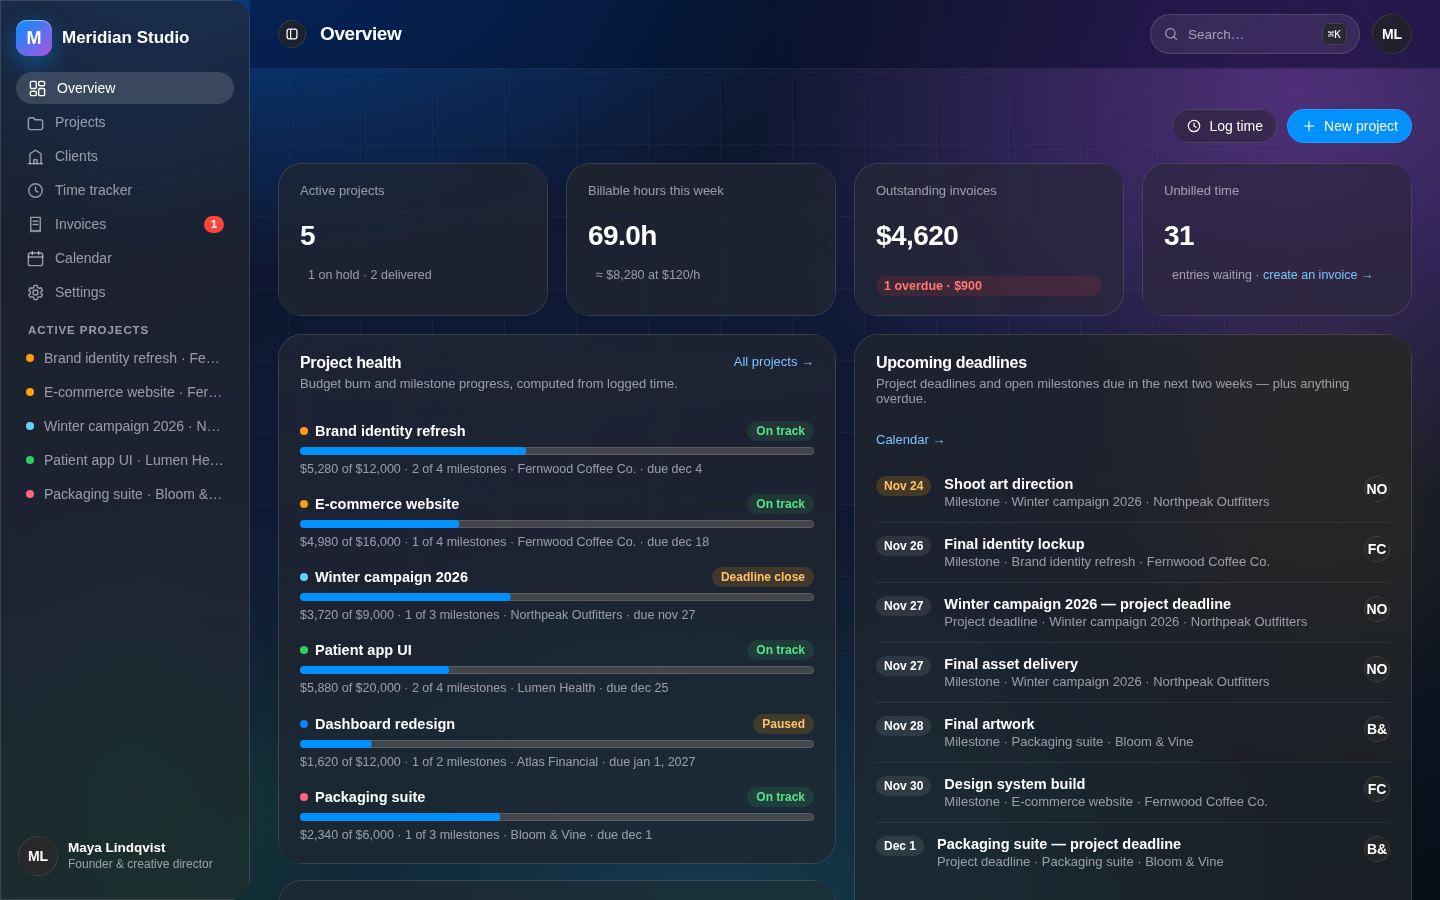 M
Meridian Studio
Overview
Projects
Clients
Time tracker
Invoices
1
Calendar
Settings
ACTIVE PROJECTS
Brand identity refresh · Fe…
E-commerce website · Fer…
Winter campaign 2026 · N…
Patient app UI · Lumen He…
Packaging suite · Bloom &…
ML
Maya Lindqvist
Founder & creative director
Overview
Search…
⌘K
ML
Log time
New project
Active projects
5
1 on hold · 2 delivered
Billable hours this week
69.0h
≈ $8,280 at $120/h
Outstanding invoices
$4,620
1 overdue · $900
Unbilled time
31
entries waiting · create an invoice →
Project health
All projects →
Budget burn and milestone progress, computed from logged time.
Brand identity refresh
On track
$5,280 of $12,000 · 2 of 4 milestones · Fernwood Coffee Co. · due dec 4
E-commerce website
On track
$4,980 of $16,000 · 1 of 4 milestones · Fernwood Coffee Co. · due dec 18
Winter campaign 2026
Deadline close
$3,720 of $9,000 · 1 of 3 milestones · Northpeak Outfitters · due nov 27
Patient app UI
On track
$5,880 of $20,000 · 2 of 4 milestones · Lumen Health · due dec 25
Dashboard redesign
Paused
$1,620 of $12,000 · 1 of 2 milestones · Atlas Financial · due jan 1, 2027
Packaging suite
On track
$2,340 of $6,000 · 1 of 3 milestones · Bloom & Vine · due dec 1
Upcoming deadlines
Project deadlines and open milestones due in the next two weeks — plus anything
overdue.
Calendar →
Nov 24
Shoot art direction
NO
Milestone · Winter campaign 2026 · Northpeak Outfitters
Nov 26
Final identity lockup
FC
Milestone · Brand identity refresh · Fernwood Coffee Co.
Nov 27
Winter campaign 2026 — project deadline
NO
Project deadline · Winter campaign 2026 · Northpeak Outfitters
Nov 27
Final asset delivery
NO
Milestone · Winter campaign 2026 · Northpeak Outfitters
Nov 28
Final artwork
B&
Milestone · Packaging suite · Bloom & Vine
Nov 30
Design system build
FC
Milestone · E-commerce website · Fernwood Coffee Co.
Dec 1
Packaging suite — project deadline
B&
Project deadline · Packaging suite · Bloom & Vine